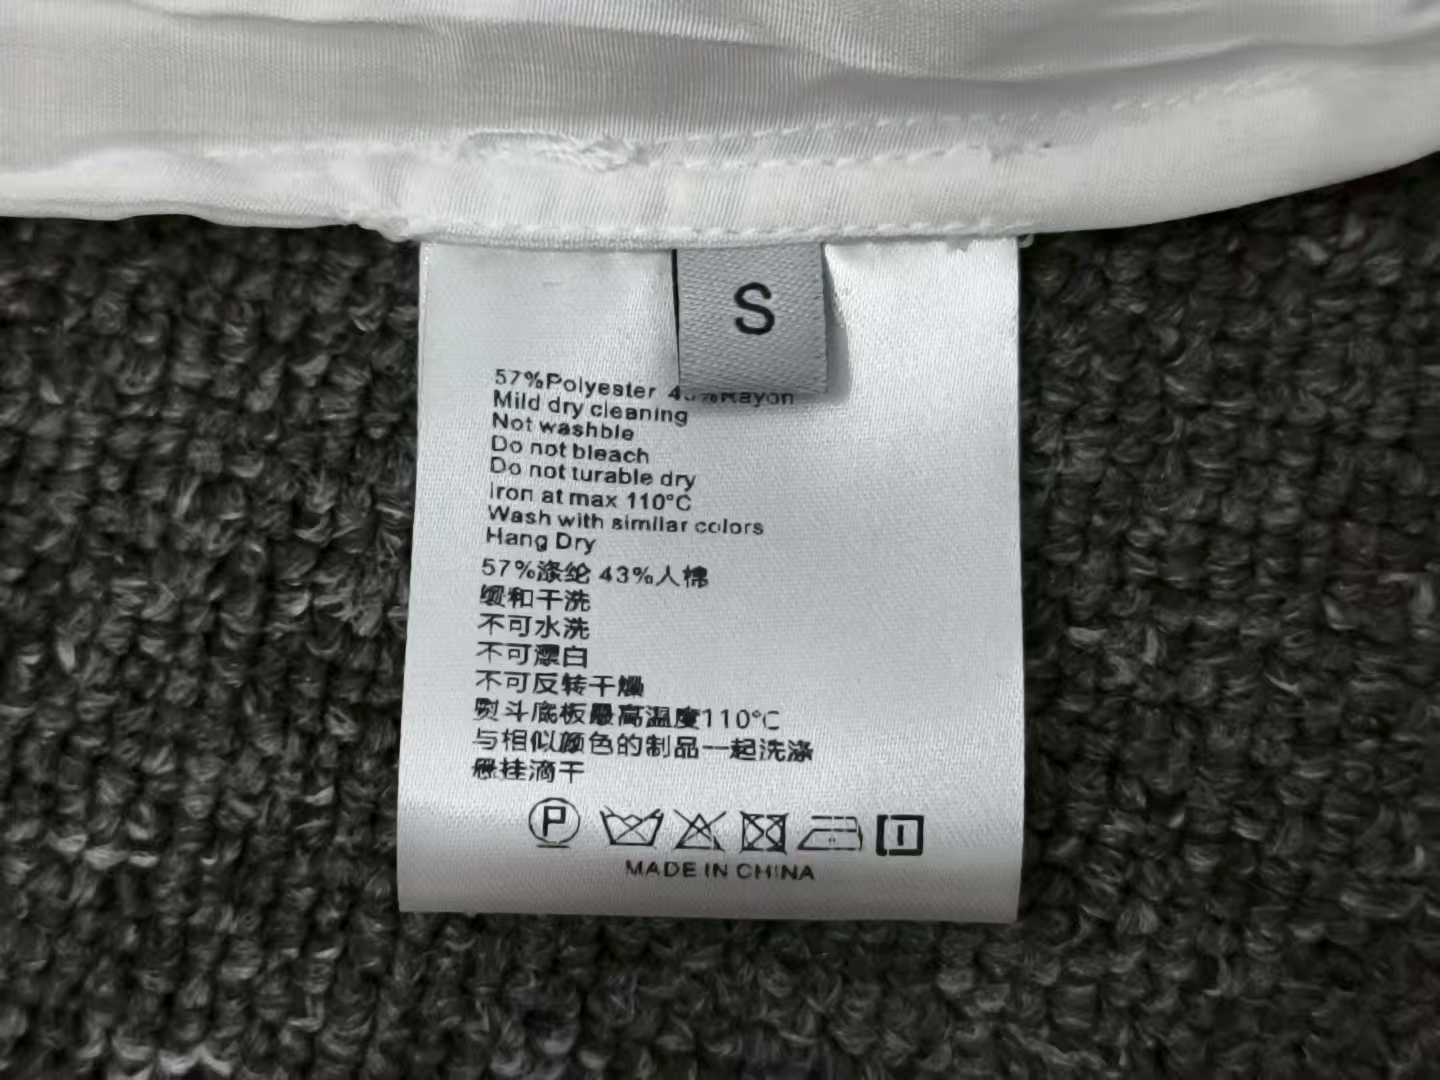 S
57%Polyester 43%Rayon
Mild dry cleaning
Not washble
Do not bleach
Do not turable dry
Iron at max 110°C
Wash with similar colors
Hang Dry
57%涤纶 43%人棉
缓和干洗
不可水洗
不可漂白
不可反转干燥
熨斗底板最高温度110℃
与相似颜色的制品一起洗涤
悬挂滴干
P
MADE IN CHINA